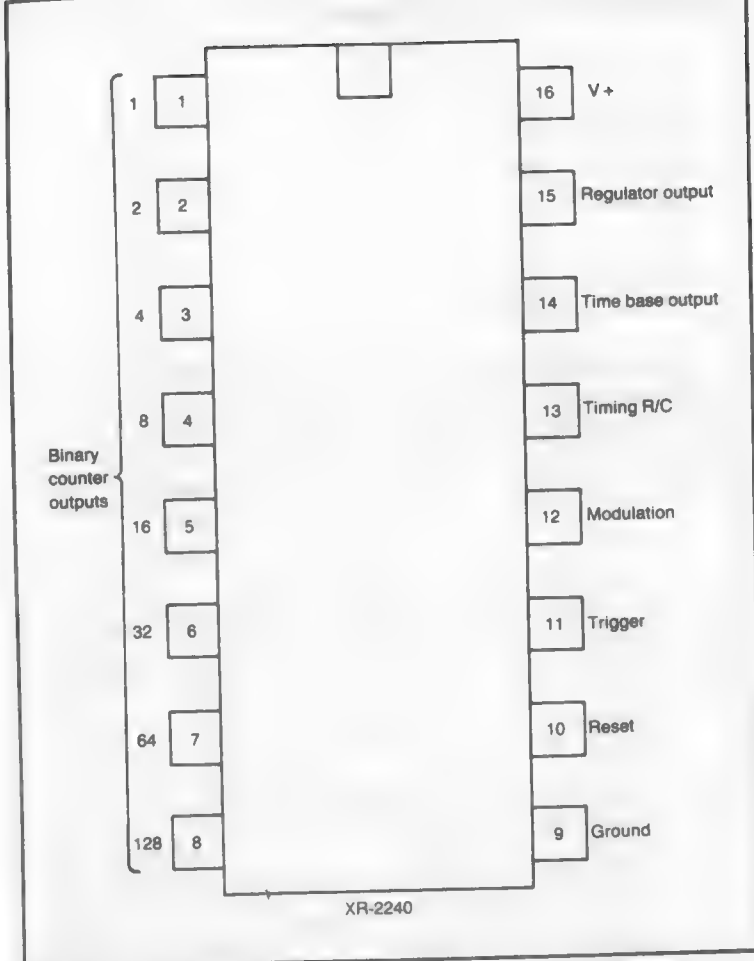 1 1
2 2
4 3
8 4
16 5
32 6
64 7
128 8
Binary
counter
outputs
16 V +
15 Regulator output
14 Time base output
13 Timing R/C
12 Modulation
11 Trigger
10 Reset
9 Ground
XR-2240